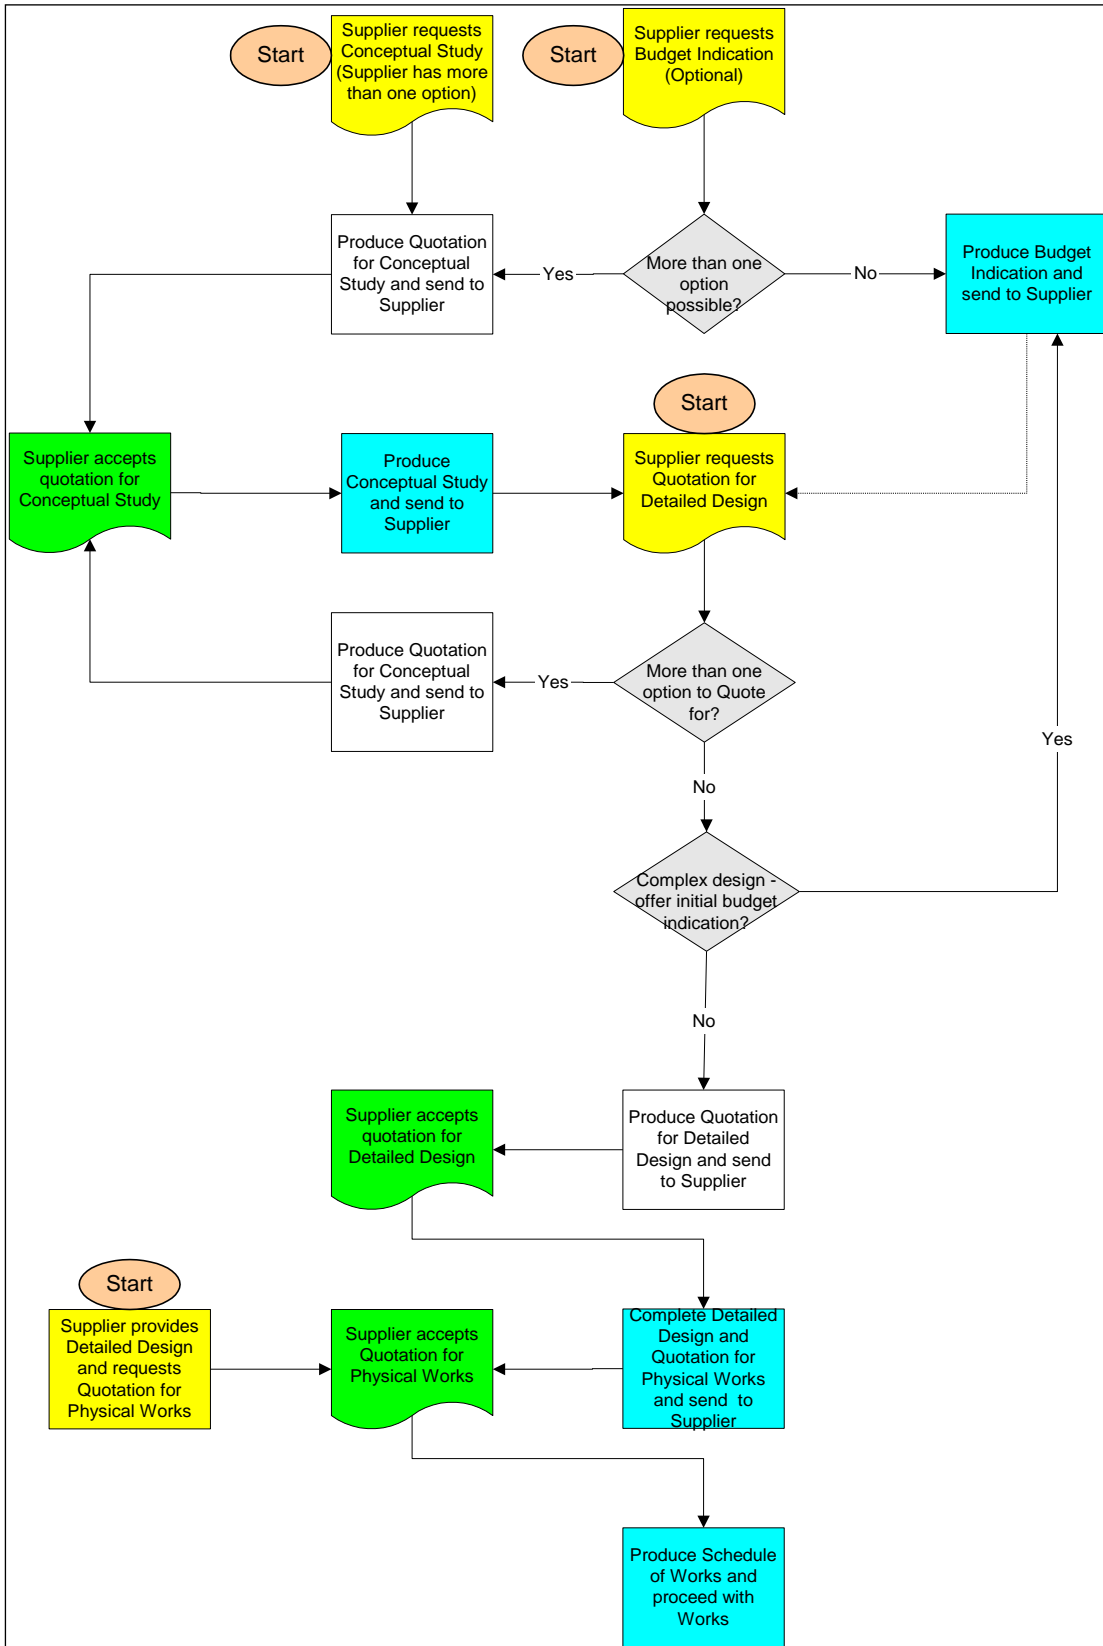 Start
Supplier requests
Conceptual Study
(Supplier has more
than one option)
Start
Supplier requests
Budget Indication
(Optional)
Produce Quotation
for Conceptual
Study and send to
Supplier
Yes
More than one
option
possible?
No
Produce Budget
Indication and
send to Supplier
Start
Supplier accepts
quotation for
Conceptual Study
Produce
Conceptual Study
and send to
Supplier
Supplier requests
Quotation for
Detailed Design
Produce Quotation
for Conceptual
Study and send to
Supplier
Yes
More than one
option to Quote
for?
Yes
No
Complex design -
offer initial budget
indication?
No
Supplier accepts
quotation for
Detailed Design
Produce Quotation
for Detailed
Design and send
to Supplier
Start
Supplier provides
Detailed Design
and requests
Quotation for
Physical Works
Supplier accepts
Quotation for
Physical Works
Complete Detailed
Design and
Quotation for
Physical Works
and send  to
Supplier
Produce Schedule
of Works and
proceed with
Works